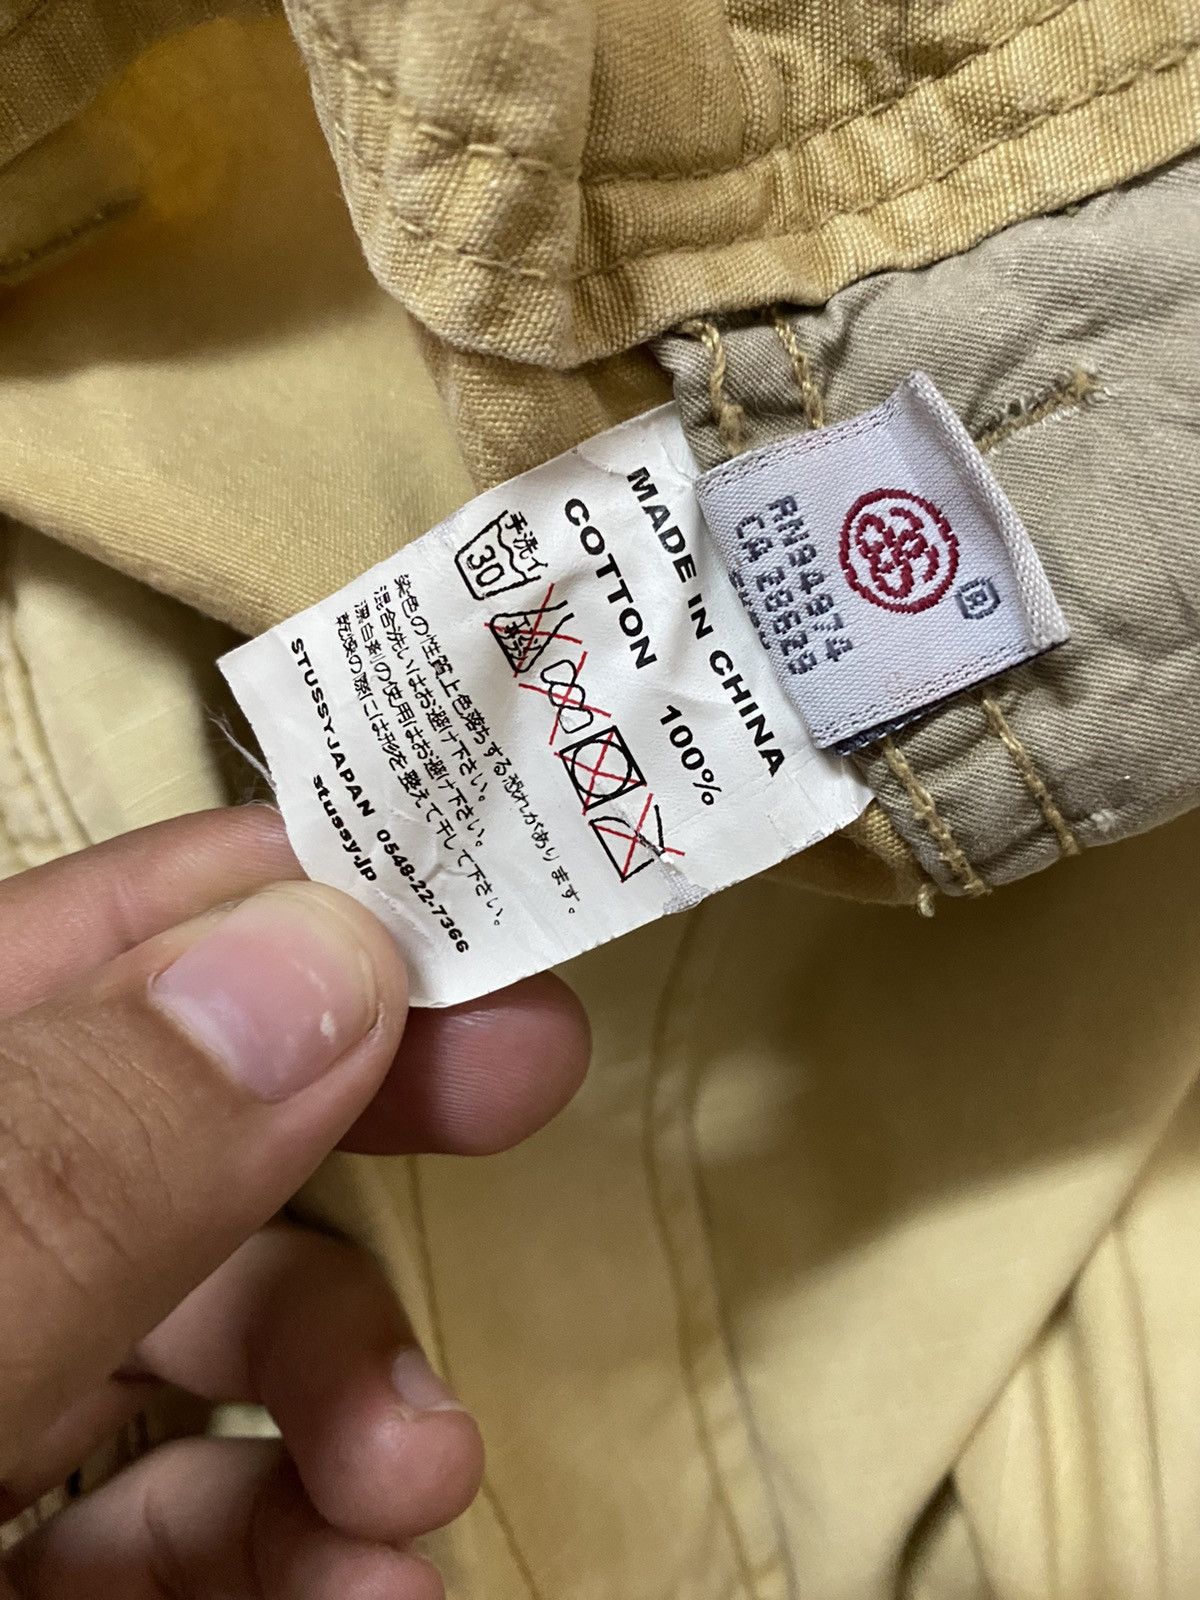 MADE IN CHINA
COTTON 100%
手洗イ
30
染色の性質上色落ちする恐れがあります。
混合洗いはお避け下さい。
漂白剤の使用はお避け下さい。
乾燥の際には形を整えて干して下さい。
STUSSYJAPAN 0548-22-7366
stussy.jp
RN94974
CA28629
R